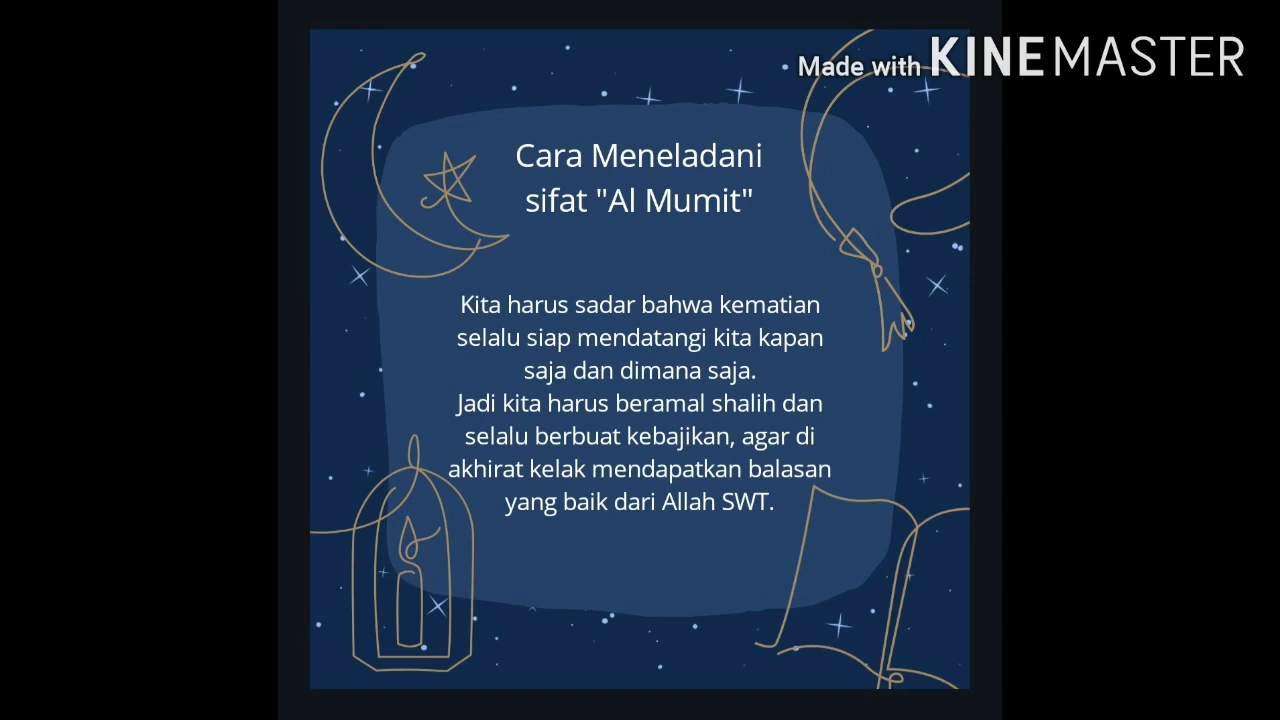 Made with KINEMASTER
Cara Meneladani
sifat "Al Mumit"
Kita harus sadar bahwa kematian
selalu siap mendatangi kita kapan
saja dan dimana saja.
Jadi kita harus beramal shalih dan
selalu berbuat kebajikan, agar di
akhirat kelak mendapatkan balasan
yang baik dari Allah SWT.